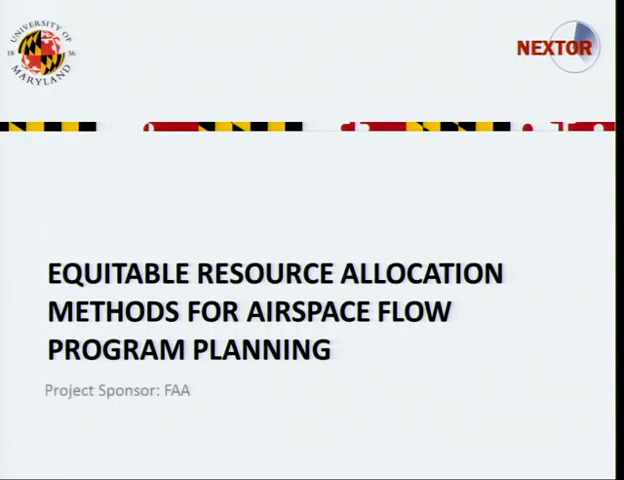 UNIVERSITY OF
18 56
MARYLAND
NEXTOR
EQUITABLE RESOURCE ALLOCATION
METHODS FOR AIRSPACE FLOW
PROGRAM PLANNING
Project Sponsor: FAA